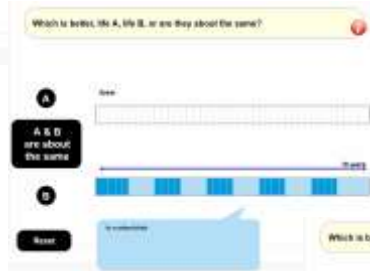 Which is better, life A, life B, or are they about the same?
?
A
A & B
are about
the same
B
Reset
Which is b